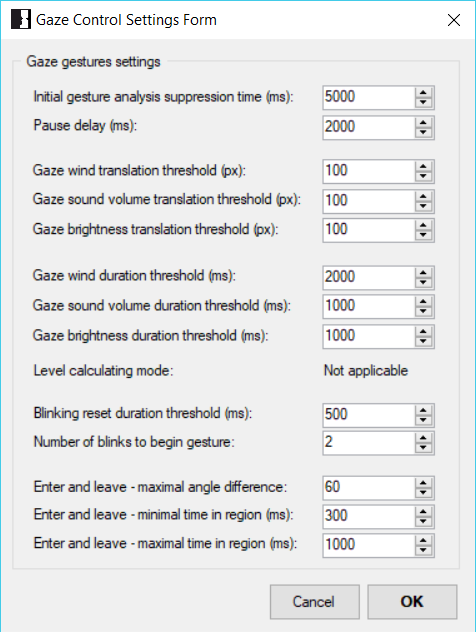 Gaze Control Settings Form
Gaze gestures settings
Initial gesture analysis suppression time (ms): 5000
Pause delay (ms): 2000
Gaze wind translation threshold (px): 100
Gaze sound volume translation threshold (px): 100
Gaze brightness translation threshold (px): 100
Gaze wind duration threshold (ms): 2000
Gaze sound volume duration threshold (ms): 1000
Gaze brightness duration threshold (ms): 1000
Level calculating mode: Not applicable
Blinking reset duration threshold (ms): 500
Number of blinks to begin gesture: 2
Enter and leave - maximal angle difference: 60
Enter and leave - minimal time in region (ms): 300
Enter and leave - maximal time in region (ms): 1000
Cancel OK